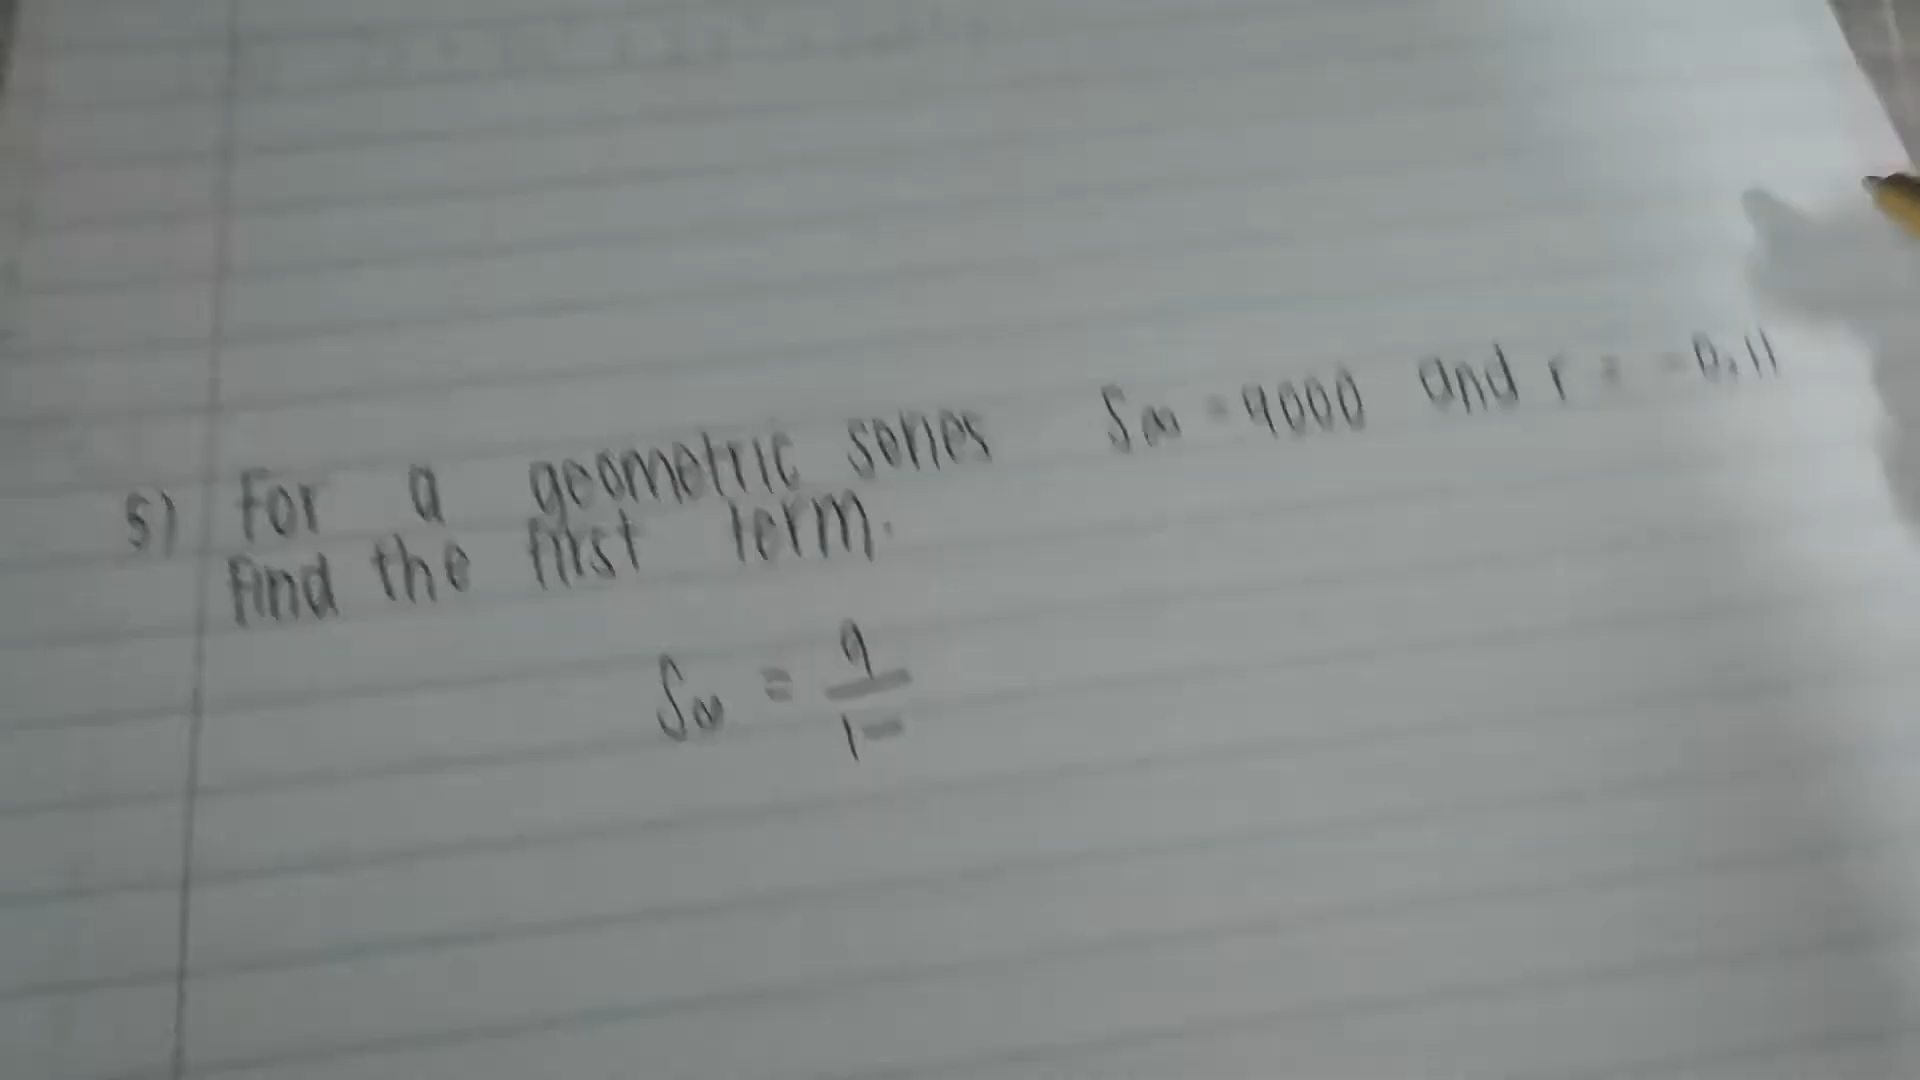 5) For a geometric series S∞ = 9000 and r = -0.11
Find the first term.
S∞ = a
1-